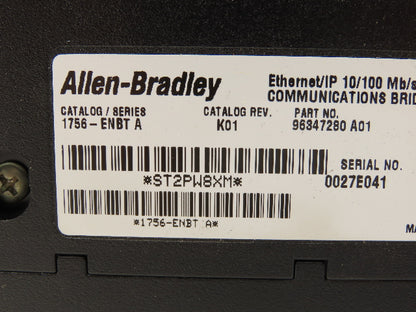 Allen-Bradley
Ethernet/IP 10/100 Mb/s
COMMUNICATIONS
CATALOG / SERIES CATALOG REV. PART NO.
1756-ENBT A K01 96347280 A01
SERIAL NO.
*ST2PW8XM* 0027E041
*1756-ENBT A*